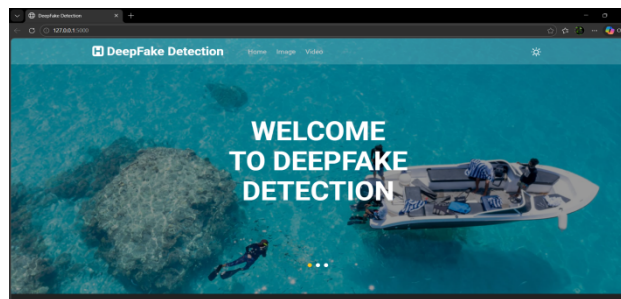 Deepfake Detection
127.0.0.1:5000
DeepFake Detection
Home Image Video
WELCOME
TO DEEPFAKE
DETECTION